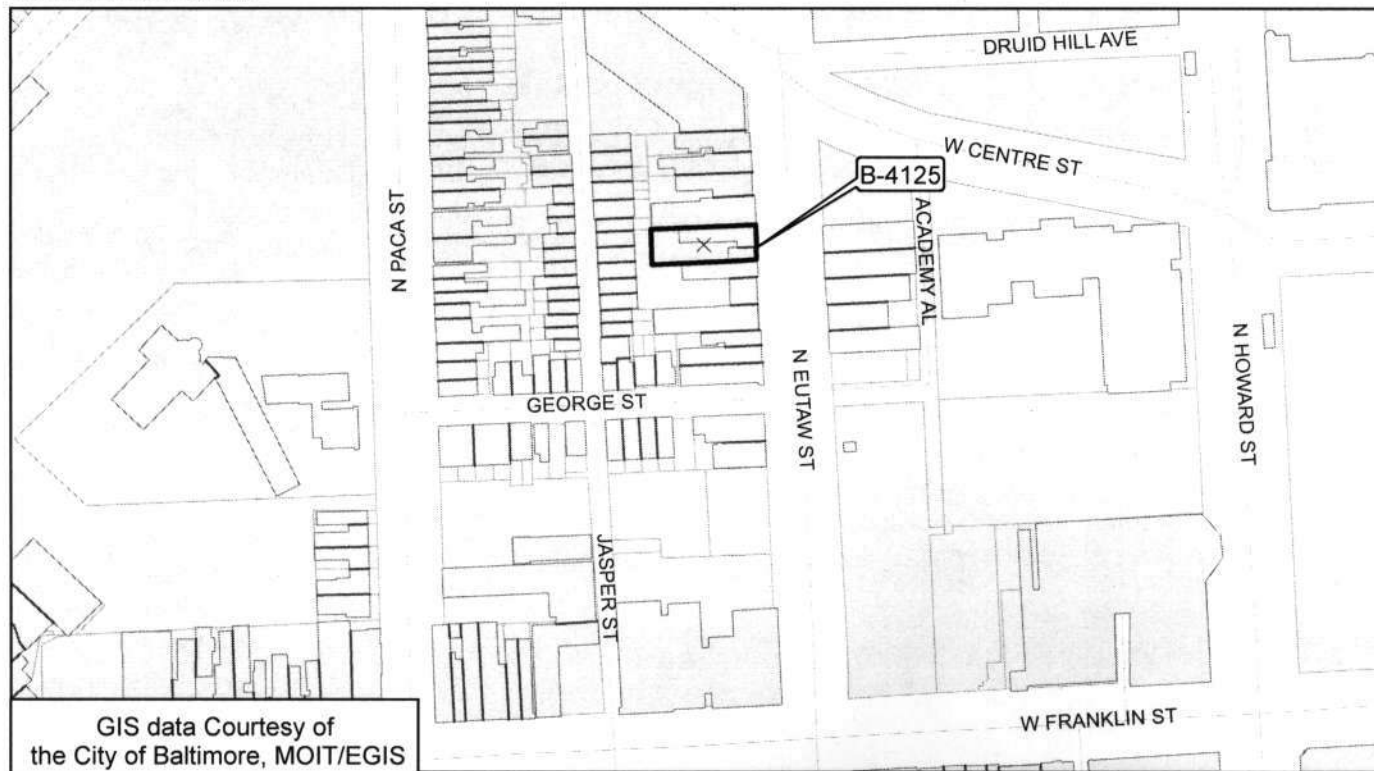 DRUID HILL AVE
W CENTRE ST
B-4125
ACADEMY AL
N PACA ST
N HOWARD ST
N EUTAW ST
GEORGE ST
JASPER ST
W FRANKLIN ST
GIS data Courtesy of
the City of Baltimore, MOIT/EGIS